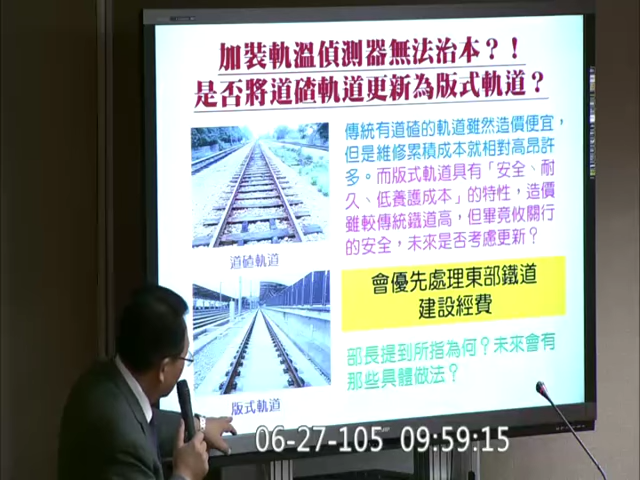 加裝軌溫偵測器無法治本？！
是否將道碴軌道更新為版式軌道？
傳統有道碴的軌道雖然造價便宜，
但是維修累積成本就相對高昂許
多。而版式軌道具有「安全、耐
久、低養護成本」的特性，造價
雖較傳統鐵道高，但畢竟攸關行
的安全，未來是否考慮更新？
道碴軌道
會優先處理東部鐵道
建設經費
部長提到所指為何？未來會有
那些具體做法？
版式軌道
06-27-105 09:59:15